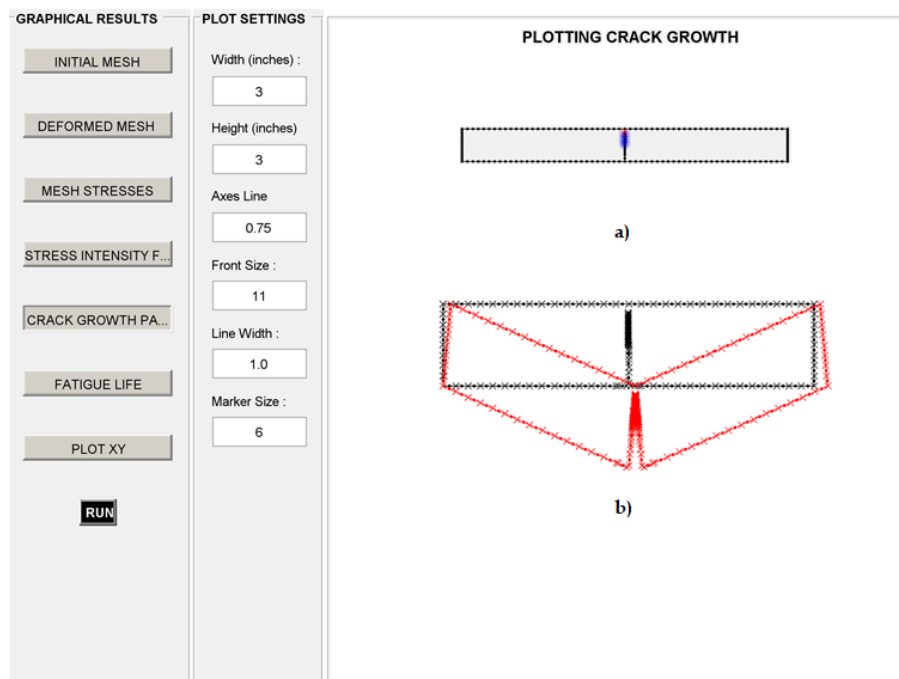 GRAPHICAL RESULTS
INITIAL MESH
DEFORMED MESH
MESH STRESSES
STRESS INTENSITY F...
CRACK GROWTH PA...
FATIGUE LIFE
PLOT XY
RUN
PLOT SETTINGS
Width (inches) :
3
Height (inches)
3
Axes Line
0.75
Front Size :
11
Line Width :
1.0
Marker Size :
6
PLOTTING CRACK GROWTH
a)
b)